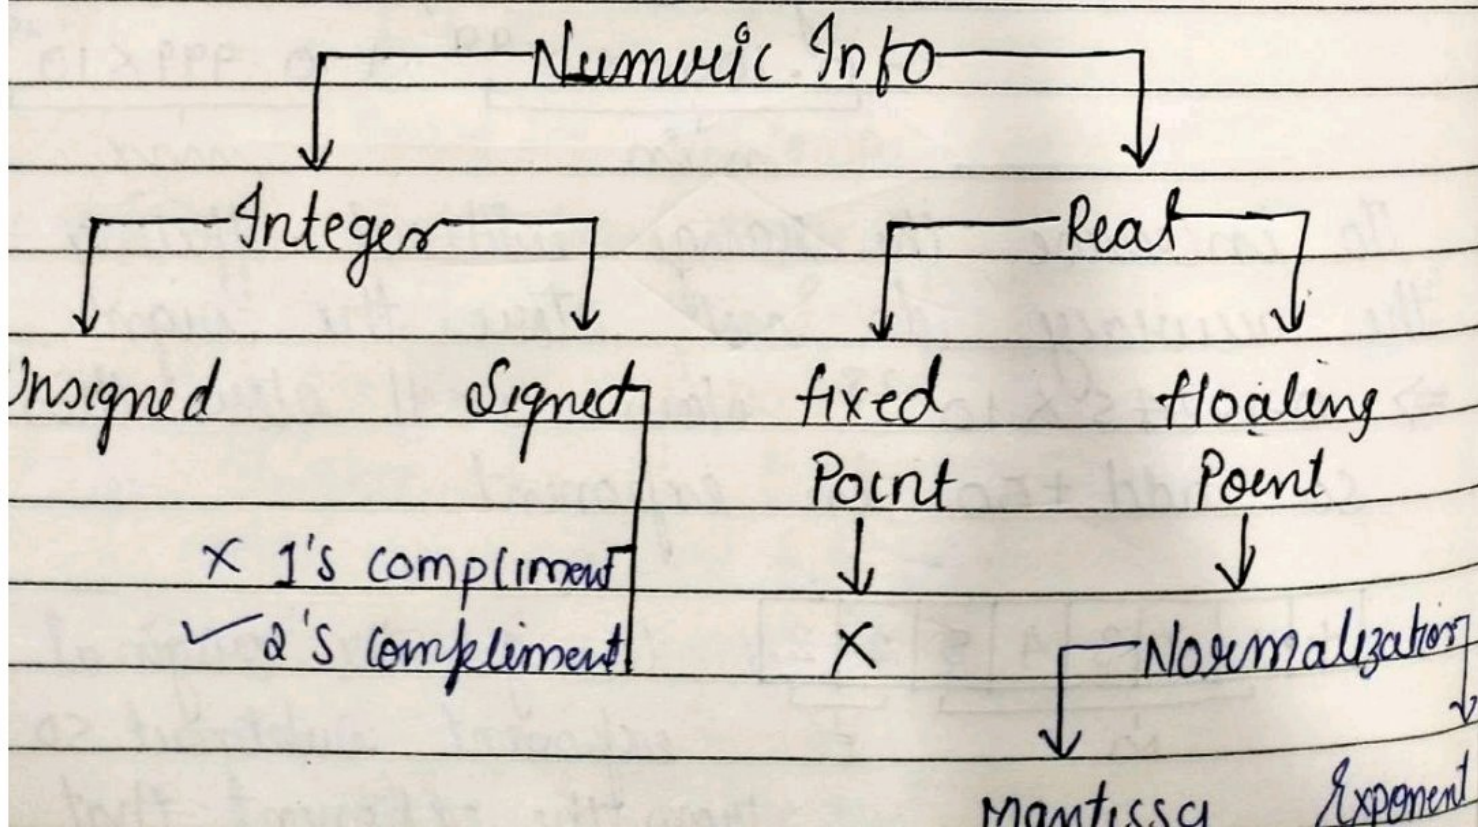 Numeric Info
Integer Real
Unsigned Signed fixed floating
Point Point
x 1's compliment
✓ 2's compliment X Normalization
Mantissa Exponent